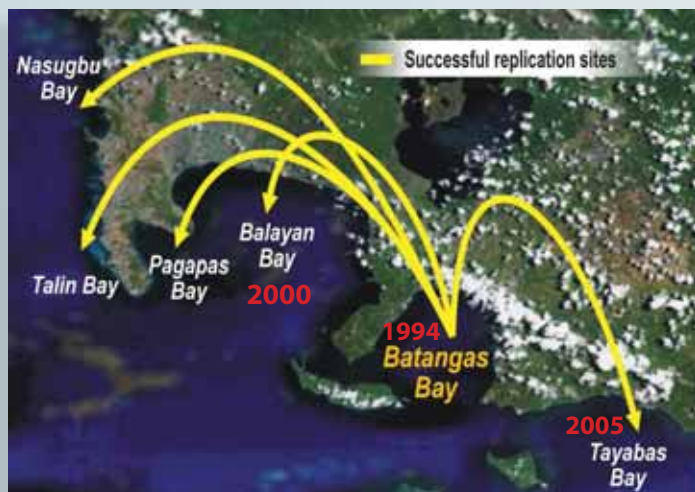 Successful replication sites
Nasugbu
Bay
Talin Bay
Pagapas
Bay
Balayan
Bay
2000
1994
Batangas
Bay
2005
Tayabas
Bay